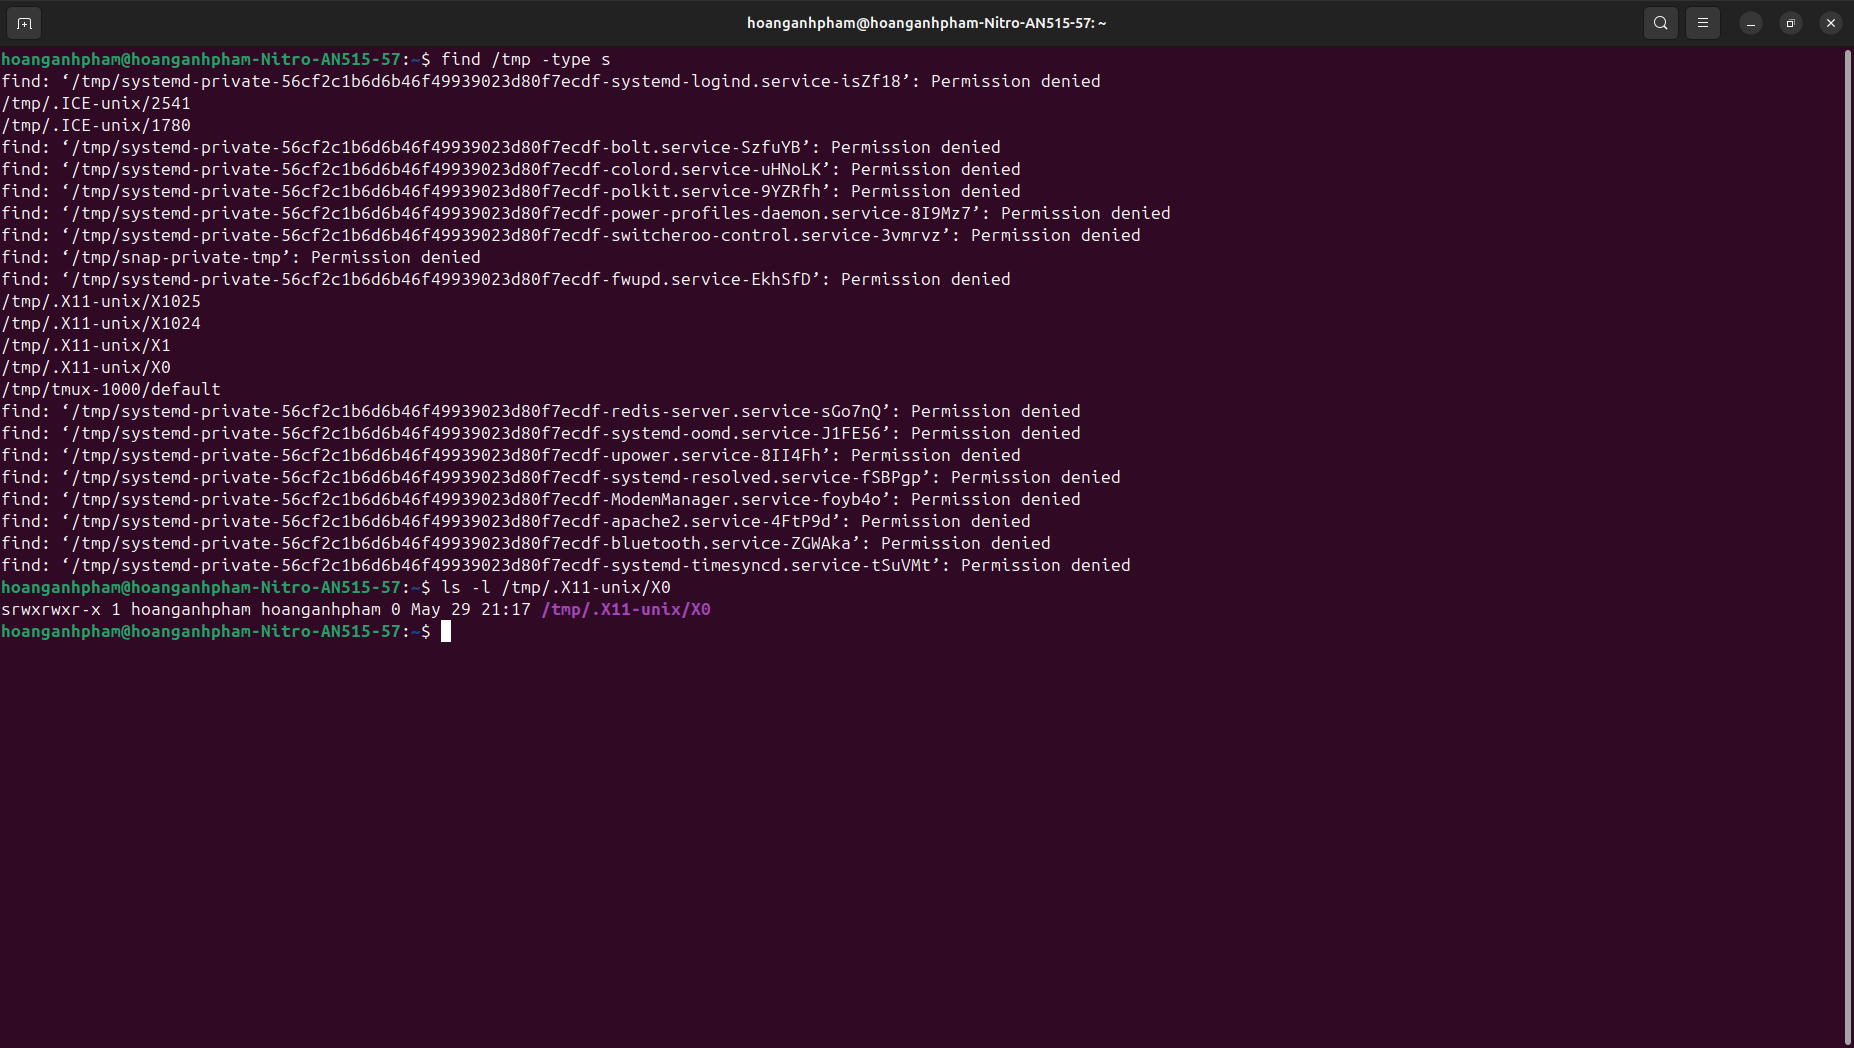 hoanganhpham@hoanganhpham-Nitro-AN515-57: ~
hoanganhpham@hoanganhpham-Nitro-AN515-57:~$ find /tmp -type s
find: ‘/tmp/systemd-private-56cf2c1b6d6b46f49939023d80f7ecdf-systemd-logind.service-isZf18’: Permission denied
/tmp/.ICE-unix/2541
/tmp/.ICE-unix/1780
find: ‘/tmp/systemd-private-56cf2c1b6d6b46f49939023d80f7ecdf-bolt.service-SzfuYB’: Permission denied
find: ‘/tmp/systemd-private-56cf2c1b6d6b46f49939023d80f7ecdf-colord.service-uHNoLK’: Permission denied
find: ‘/tmp/systemd-private-56cf2c1b6d6b46f49939023d80f7ecdf-polkit.service-9YZRfh’: Permission denied
find: ‘/tmp/systemd-private-56cf2c1b6d6b46f49939023d80f7ecdf-power-profiles-daemon.service-8I9Mz7’: Permission denied
find: ‘/tmp/systemd-private-56cf2c1b6d6b46f49939023d80f7ecdf-switcheroo-control.service-3vmrvz’: Permission denied
find: ‘/tmp/snap-private-tmp’: Permission denied
find: ‘/tmp/systemd-private-56cf2c1b6d6b46f49939023d80f7ecdf-fwupd.service-EkhSfD’: Permission denied
/tmp/.X11-unix/X1025
/tmp/.X11-unix/X1024
/tmp/.X11-unix/X1
/tmp/.X11-unix/X0
/tmp/tmux-1000/default
find: ‘/tmp/systemd-private-56cf2c1b6d6b46f49939023d80f7ecdf-redis-server.service-sGo7nQ’: Permission denied
find: ‘/tmp/systemd-private-56cf2c1b6d6b46f49939023d80f7ecdf-systemd-oomd.service-J1FE56’: Permission denied
find: ‘/tmp/systemd-private-56cf2c1b6d6b46f49939023d80f7ecdf-upower.service-8II4Fh’: Permission denied
find: ‘/tmp/systemd-private-56cf2c1b6d6b46f49939023d80f7ecdf-systemd-resolved.service-fSBPgp’: Permission denied
find: ‘/tmp/systemd-private-56cf2c1b6d6b46f49939023d80f7ecdf-ModemManager.service-foyb4o’: Permission denied
find: ‘/tmp/systemd-private-56cf2c1b6d6b46f49939023d80f7ecdf-apache2.service-4FtP9d’: Permission denied
find: ‘/tmp/systemd-private-56cf2c1b6d6b46f49939023d80f7ecdf-bluetooth.service-ZGWAka’: Permission denied
find: ‘/tmp/systemd-private-56cf2c1b6d6b46f49939023d80f7ecdf-systemd-timesyncd.service-tSuVMt’: Permission denied
hoanganhpham@hoanganhpham-Nitro-AN515-57:~$ ls -l /tmp/.X11-unix/X0
srwxrwxr-x 1 hoanganhpham hoanganhpham 0 May 29 21:17 /tmp/.X11-unix/X0
hoanganhpham@hoanganhpham-Nitro-AN515-57:~$